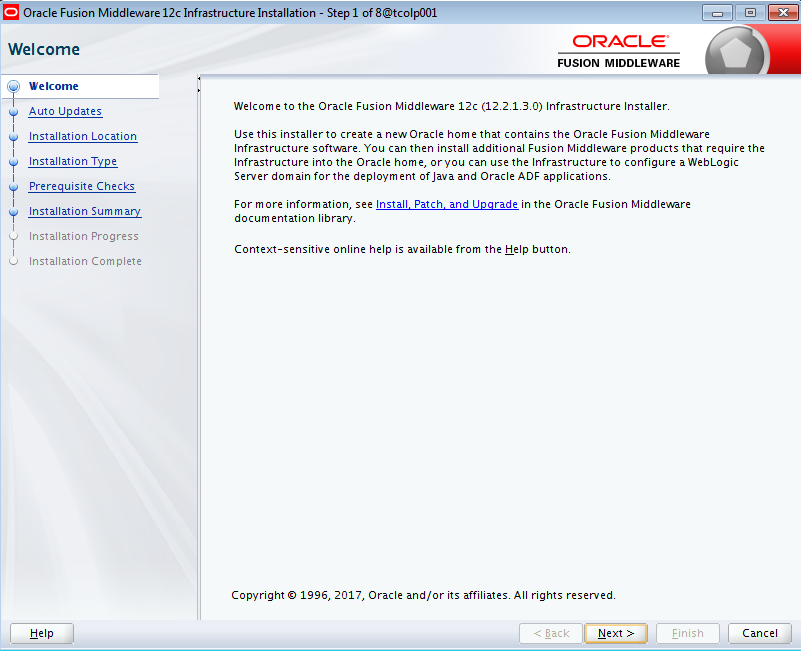 Oracle Fusion Middleware 12c Infrastructure Installation - Step 1 of 8@tcolp001
Welcome
ORACLE
FUSION MIDDLEWARE
Welcome
Auto Updates
Installation Location
Installation Type
Prerequisite Checks
Installation Summary
Installation Progress
Installation Complete
Welcome to the Oracle Fusion Middleware 12c (12.2.1.3.0) Infrastructure Installer.
Use this installer to create a new Oracle home that contains the Oracle Fusion Middleware
Infrastructure software. You can then install additional Fusion Middleware products that require the
Infrastructure into the Oracle home, or you can use the Infrastructure to configure a WebLogic
Server domain for the deployment of Java and Oracle ADF applications.
For more information, see Install, Patch, and Upgrade in the Oracle Fusion Middleware
documentation library.
Context-sensitive online help is available from the Help button.
Copyright © 1996, 2017, Oracle and/or its affiliates. All rights reserved.
Help
< Back
Next >
Finish
Cancel